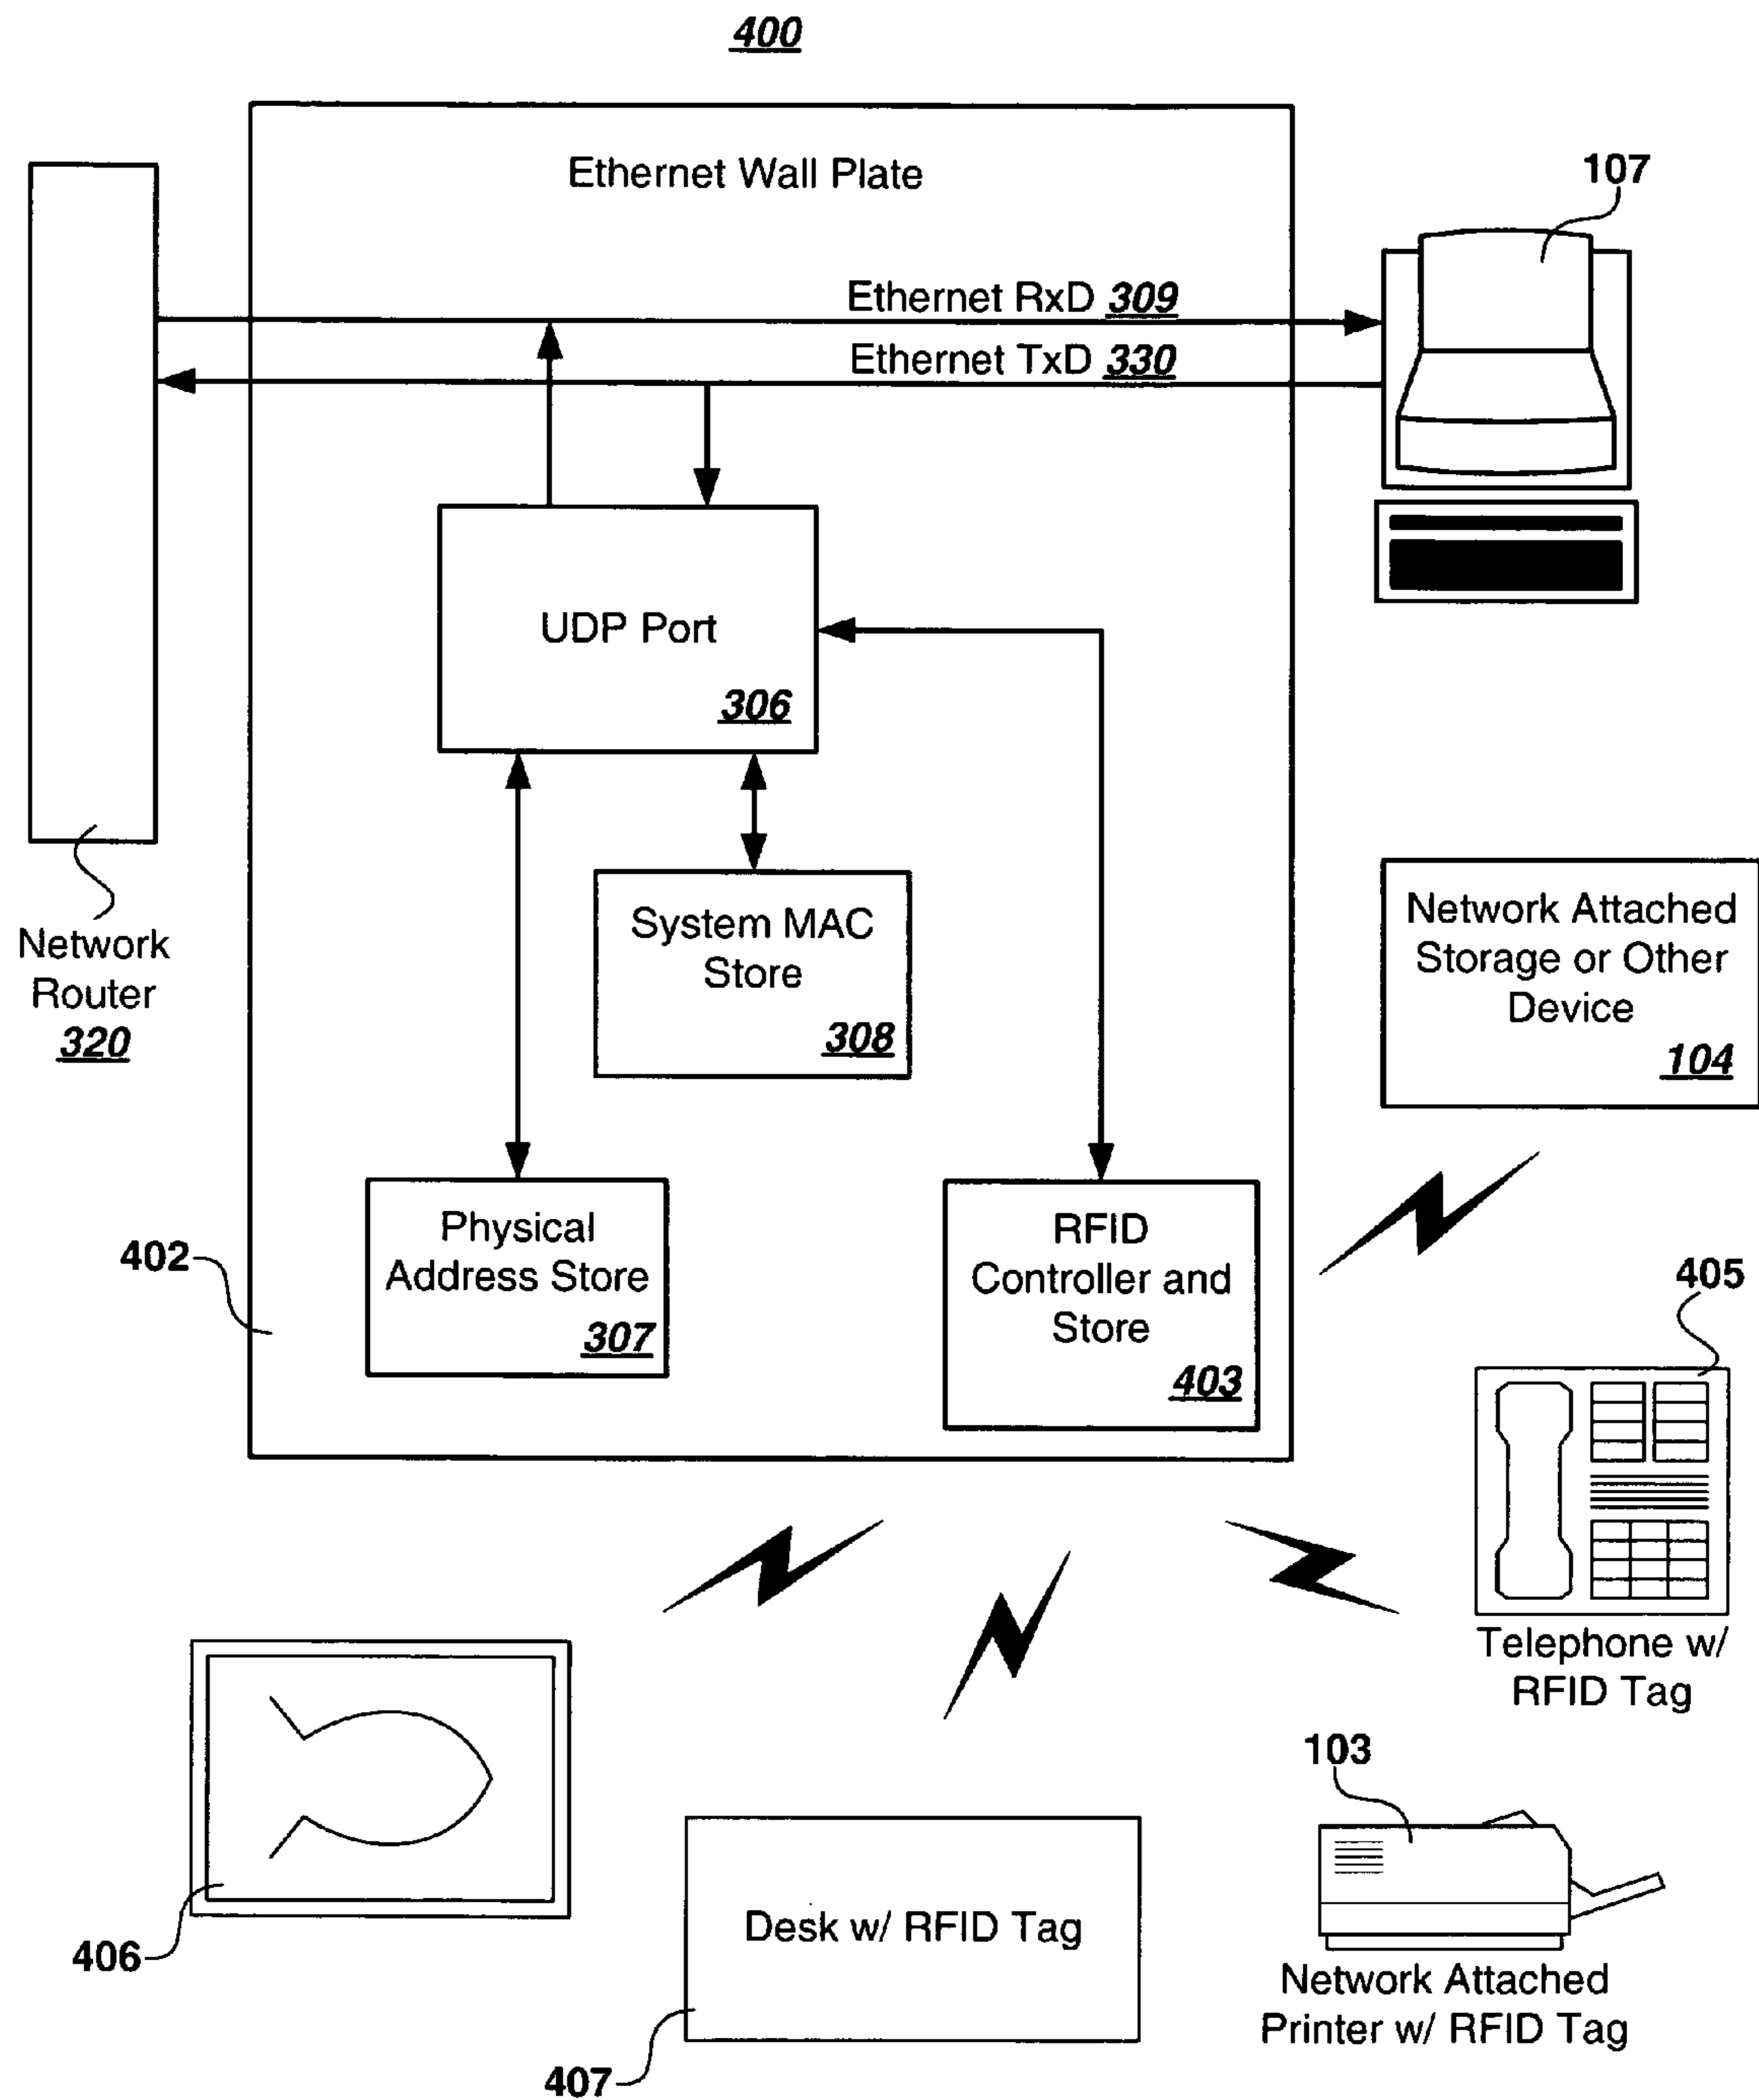 400
Ethernet Wall Plate
107
Ethernet RxD 309
Ethernet TxD 330
UDP Port
306
System MAC
Store
308
Network
Router
320
Network Attached
Storage or Other
Device
104
Physical
Address Store
307
402
RFID
Controller and
Store
403
405
Telephone w/
RFID Tag
406
Desk w/ RFID Tag
407
103
Network Attached
Printer w/ RFID Tag